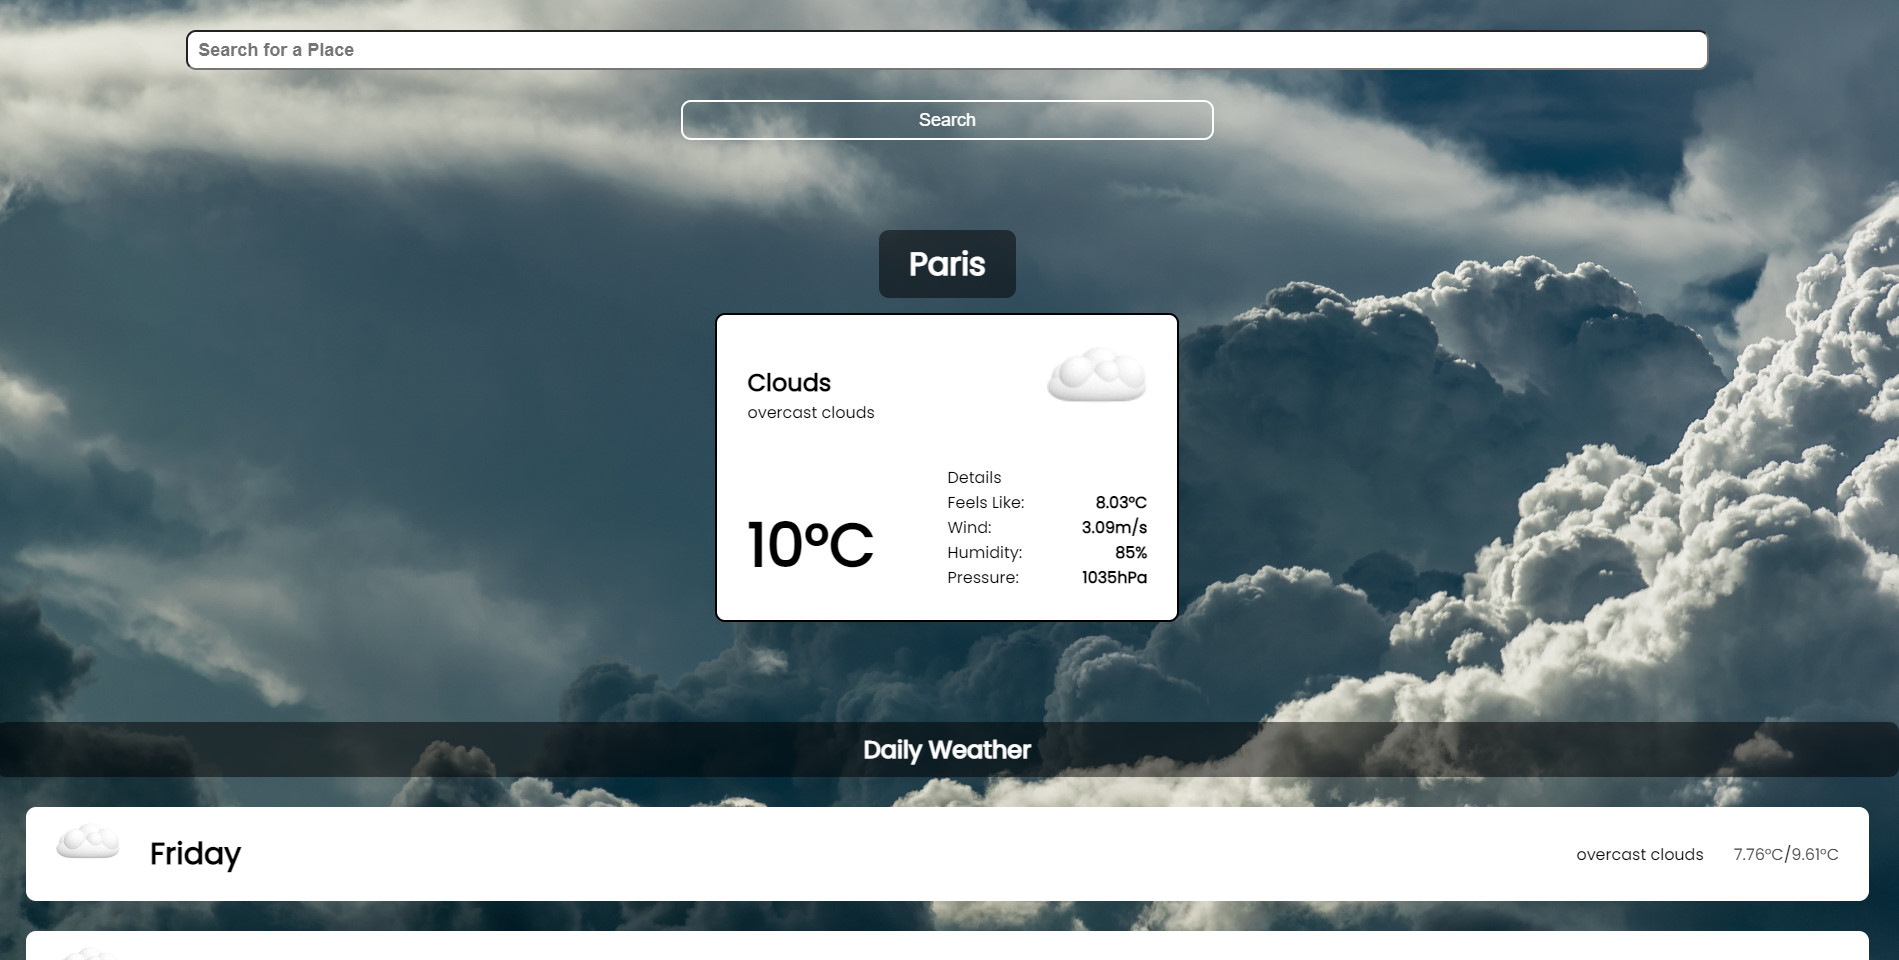 Search for a Place
Search
Paris
Clouds
overcast clouds
10°C
Details
Feels Like: 8.03°C
Wind: 3.09m/s
Humidity: 85%
Pressure: 1035hPa
Daily Weather
Friday overcast clouds 7.76°C/9.61°C